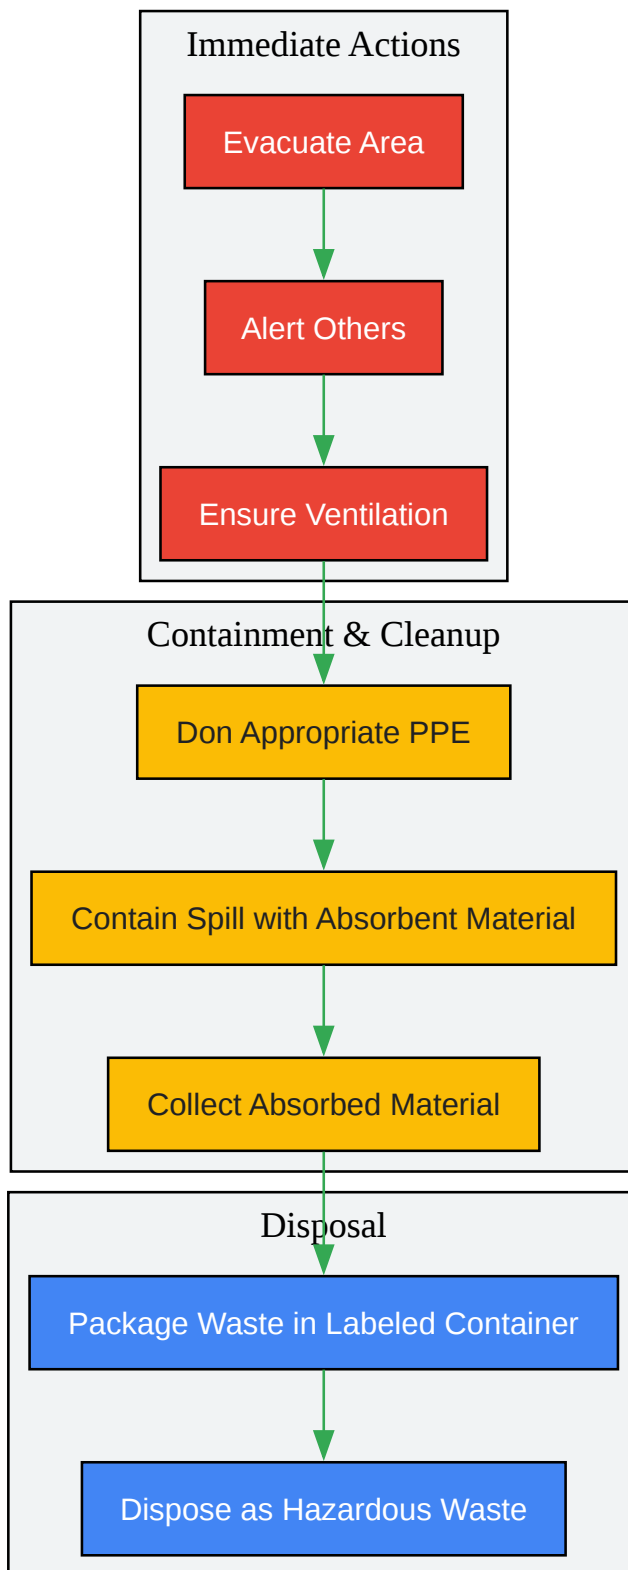 Immediate Actions
Evacuate Area
Alert Others
Ensure Ventilation
Containment & Cleanup
Don Appropriate PPE
Contain Spill with Absorbent Material
Collect Absorbed Material
Disposal
Package Waste in Labeled Container
Dispose as Hazardous Waste